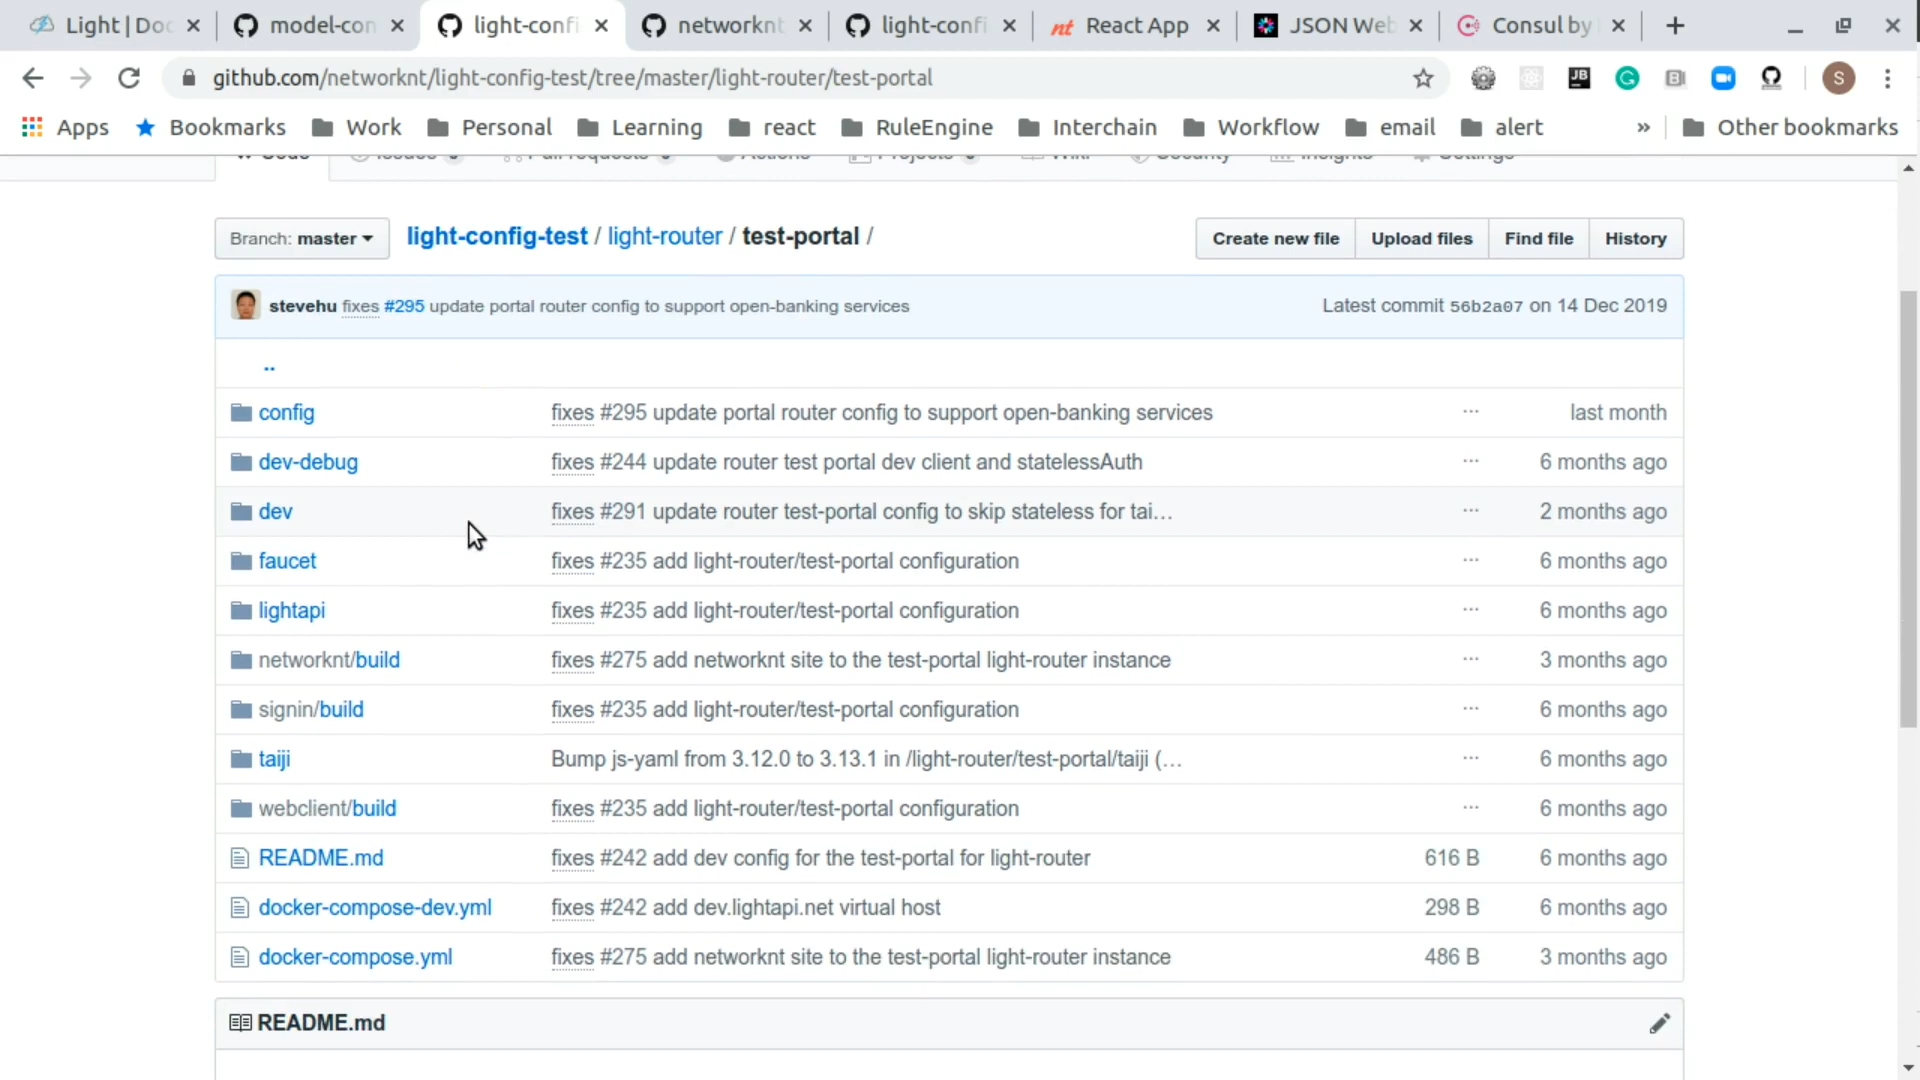 Light | Doc
model-con
light-confi
networknt
light-confi
nt React App
JSON Web
Consul by
github.com/networknt/light-config-test/tree/master/light-router/test-portal
JB
G
S
Apps Bookmarks Work Personal Learning react RuleEngine Interchain Workflow email alert » Other bookmarks
Code Issues Pull requests Actions Projects Wiki Security Insights Settings
Branch: master light-config-test / light-router / test-portal / Create new file Upload files Find file History
stevehu fixes #295 update portal router config to support open-banking services Latest commit 56b2a07 on 14 Dec 2019
..
config fixes #295 update portal router config to support open-banking services ... last month
dev-debug fixes #244 update router test portal dev client and statelessAuth ... 6 months ago
dev fixes #291 update router test-portal config to skip stateless for tai… ... 2 months ago
faucet fixes #235 add light-router/test-portal configuration ... 6 months ago
lightapi fixes #235 add light-router/test-portal configuration ... 6 months ago
networknt/build fixes #275 add networknt site to the test-portal light-router instance ... 3 months ago
signin/build fixes #235 add light-router/test-portal configuration ... 6 months ago
taiji Bump js-yaml from 3.12.0 to 3.13.1 in /light-router/test-portal/taiji (… ... 6 months ago
webclient/build fixes #235 add light-router/test-portal configuration ... 6 months ago
README.md fixes #242 add dev config for the test-portal for light-router 616 B 6 months ago
docker-compose-dev.yml fixes #242 add dev.lightapi.net virtual host 298 B 6 months ago
docker-compose.yml fixes #275 add networknt site to the test-portal light-router instance 486 B 3 months ago
README.md